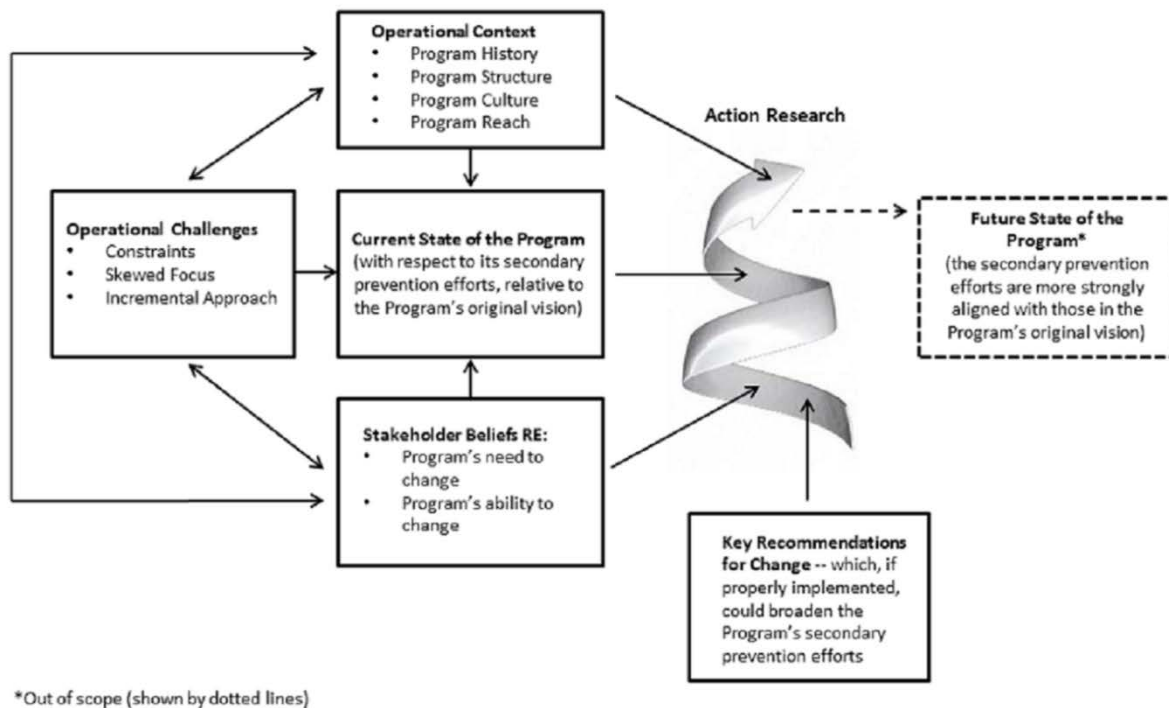 Operational Context
• Program History
• Program Structure
• Program Culture
• Program Reach
Action Research
Operational Challenges
• Constraints
• Skewed Focus
• Incremental Approach
Current State of the Program
(with respect to its secondary
prevention efforts, relative to
the Program's original vision)
Future State of the
Program*
(the secondary prevention
efforts are more strongly
aligned with those in the
Program's original vision)
Stakeholder Beliefs RE:
• Program's need to
change
• Program's ability to
change
Key Recommendations
for Change -- which, if
properly implemented,
could broaden the
Program's secondary
prevention efforts
*Out of scope (shown by dotted lines)